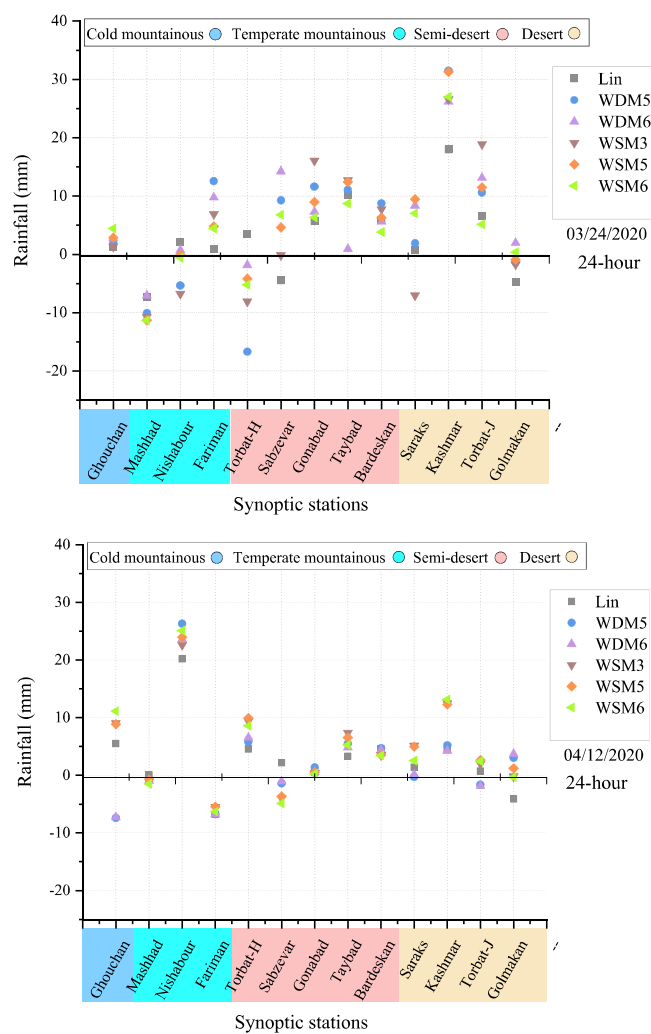 40
30
20
10
0
-10
-20
Rainfall (mm)
Cold mountainous Temperate mountainous Semi-desert Desert
Lin
WDM5
WDM6
WSM3
WSM5
WSM6
03/24/2020
24-hour
Ghouchan
Mashhad
Nishabour
Fariman
Torbat-H
Sabzevar
Gonabad
Taybad
Bardeskan
Saraks
Kashmar
Torbat-J
Golmakan
--
Synoptic stations
40
30
20
10
0
-10
-20
Rainfall (mm)
Cold mountainous Temperate mountainous Semi-desert Desert
Lin
WDM5
WDM6
WSM3
WSM5
WSM6
04/12/2020
24-hour
Ghouchan
Mashhad
Nishabour
Fariman
Torbat-H
Sabzevar
Gonabad
Taybad
Bardeskan
Saraks
Kashmar
Torbat-J
Golmakan
--
Synoptic stations